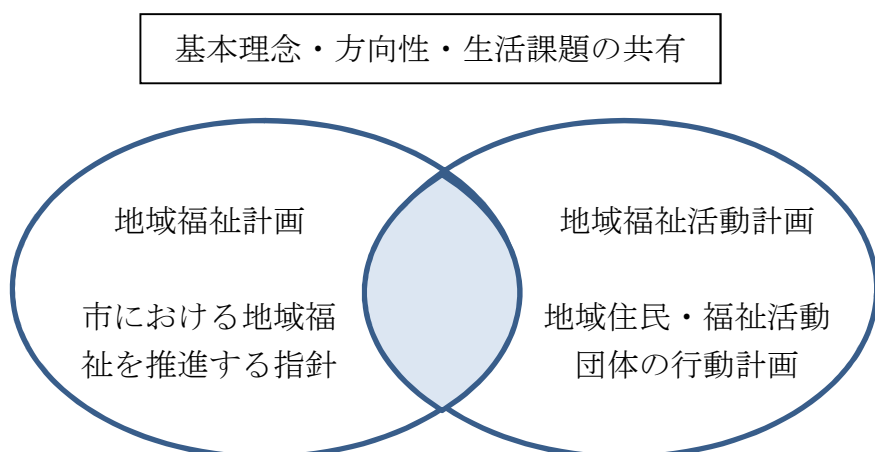 基本理念・方向性・生活課題の共有
地域福祉計画
市における地域福
祉を推進する指針
地域福祉活動計画
地域住民・福祉活動
団体の行動計画